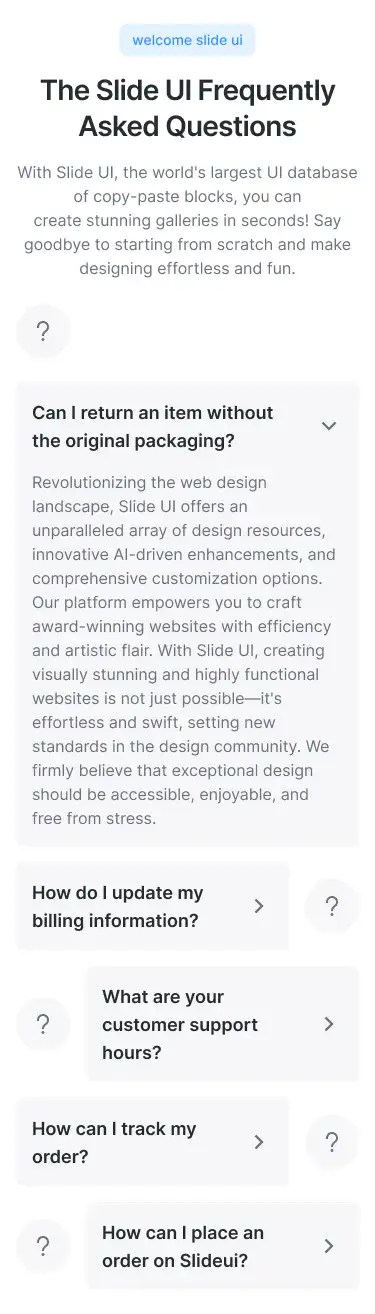 welcome slide ui
The Slide UI Frequently
Asked Questions
With Slide UI, the world's largest UI database
of copy-paste blocks, you can
create stunning galleries in seconds! Say
goodbye to starting from scratch and make
designing effortless and fun.
?
Can I return an item without
the original packaging?
Revolutionizing the web design
landscape, Slide UI offers an
unparalleled array of design resources,
innovative AI-driven enhancements, and
comprehensive customization options.
Our platform empowers you to craft
award-winning websites with efficiency
and artistic flair. With Slide UI, creating
visually stunning and highly functional
websites is not just possible—it's
effortless and swift, setting new
standards in the design community. We
firmly believe that exceptional design
should be accessible, enjoyable, and
free from stress.
How do I update my
billing information?
?
?
What are your
customer support
hours?
How can I track my
order?
?
?
How can I place an
order on Slideui?